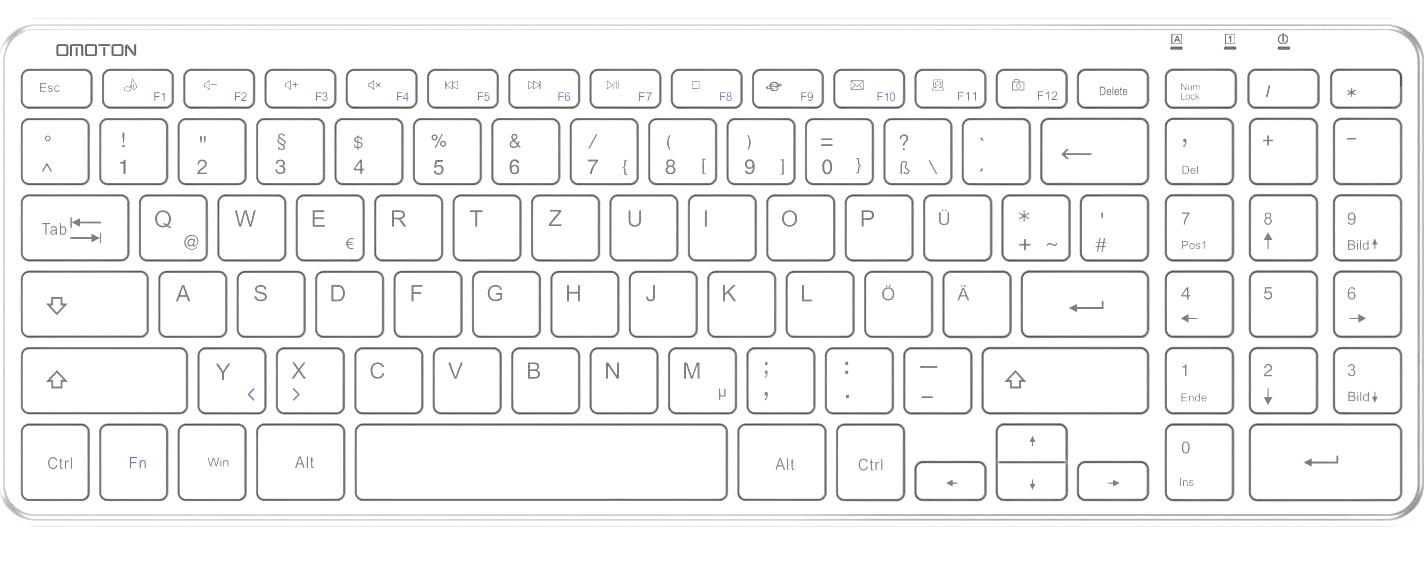 OMOTON
A 1
Esc F1 F2 F3 F4 F5 F6 F7 F8 F9 F10 F11 F12 Delete Num Lock / *
° ^ ! 1 " 2 § 3 $ 4 % 5 & 6 / 7 { ( 8 [ ) 9 ] = 0 } ? ß \ ` ´ ← , Del + −
Tab Q @ W E € R T Z U I O P Ü * + ~ ' # 7 Pos1 8 ↑ 9 Bild ↑
⇩ A S D F G H J K L Ö Ä ↵ 4 ← 5 6 →
⇧ Y < X > C V B N M µ ; , : . — _ ⇧ 1 Ende 2 ↓ 3 Bild ↓
Ctrl Fn Win Alt Alt Ctrl ← ↑ ↓ → 0 Ins ↵